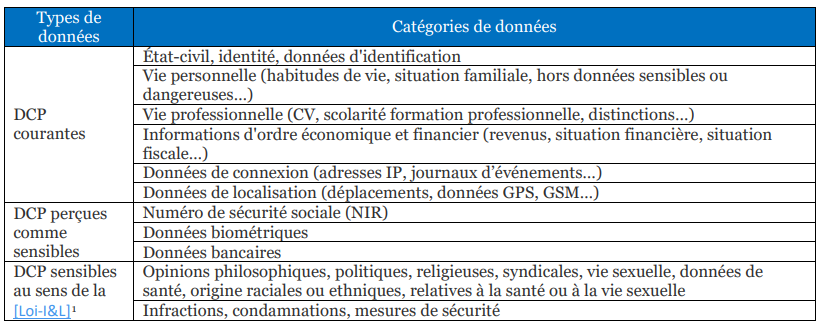 Types de
données
Catégories de données
DCP
courantes
État-civil, identité, données d'identification
Vie personnelle (habitudes de vie, situation familiale, hors données sensibles ou
dangereuses...)
Vie professionnelle (CV, scolarité formation professionnelle, distinctions...)
Informations d'ordre économique et financier (revenus, situation financière, situation
fiscale...)
Données de connexion (adresses IP, journaux d’événements...)
Données de localisation (déplacements, données GPS, GSM...)
DCP perçues
comme
sensibles
Numéro de sécurité sociale (NIR)
Données biométriques
Données bancaires
DCP sensibles
au sens de la
[Loi-I&L]¹
Opinions philosophiques, politiques, religieuses, syndicales, vie sexuelle, données de
santé, origine raciales ou ethniques, relatives à la santé ou à la vie sexuelle
Infractions, condamnations, mesures de sécurité